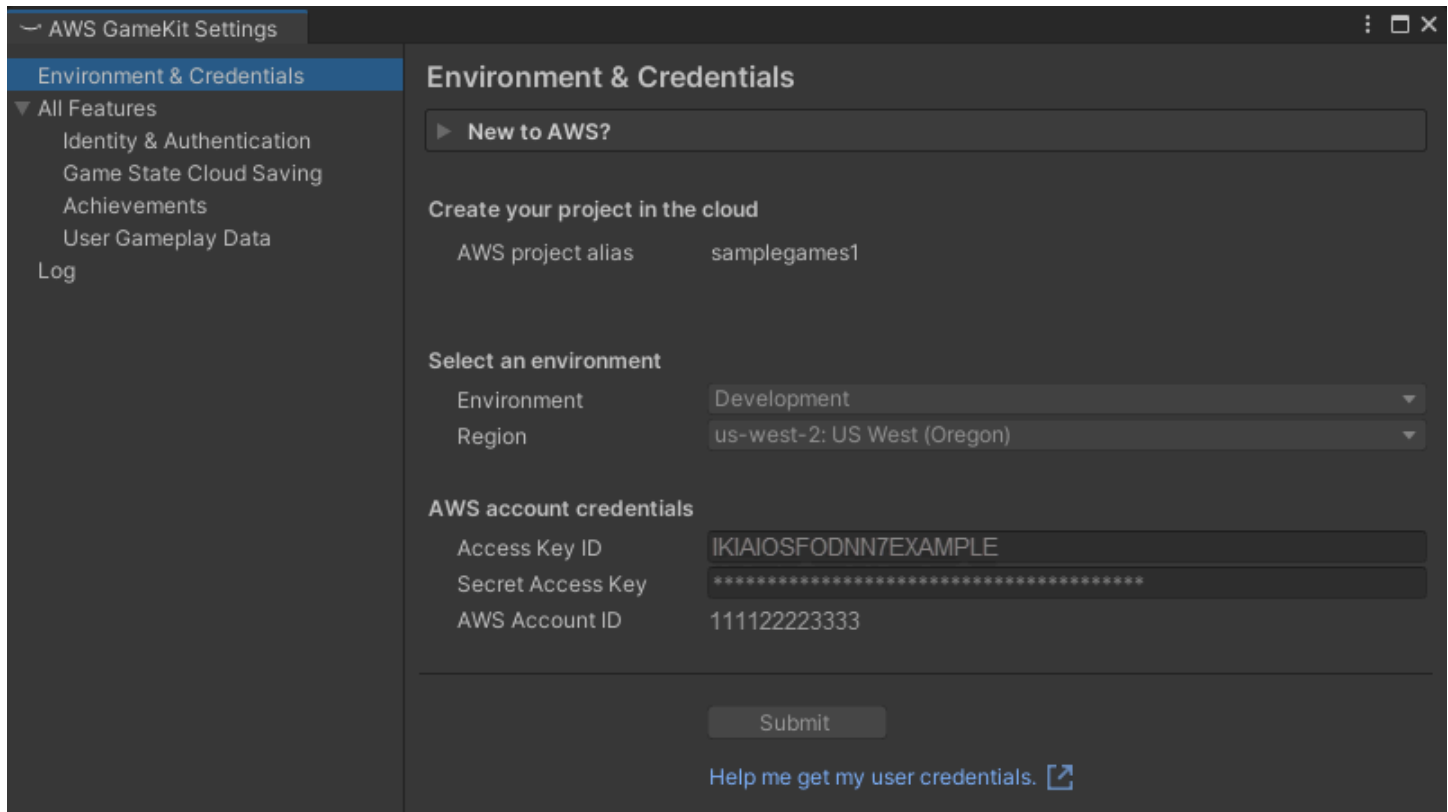 AWS GameKit Settings
Environment & Credentials
All Features
Identity & Authentication
Game State Cloud Saving
Achievements
User Gameplay Data
Log
Environment & Credentials
New to AWS?
Create your project in the cloud
AWS project alias samplegames1
Select an environment
Environment Development
Region us-west-2: US West (Oregon)
AWS account credentials
Access Key ID IKIAIOSFODNN7EXAMPLE
Secret Access Key ****************************************
AWS Account ID 111122223333
Submit
Help me get my user credentials.